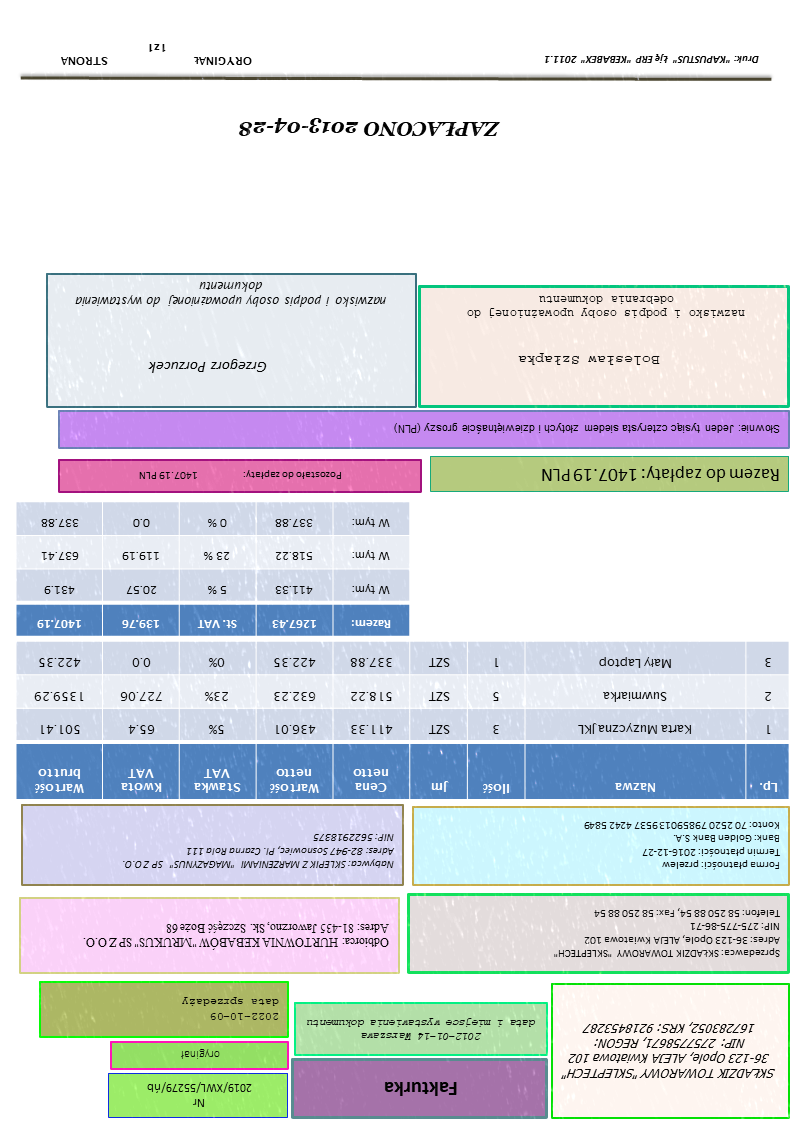 SKŁADZIK TOWAROWY "SKLEPTECH"
36-123 Opole, ALEJA Kwiatowa 102
NIP: 2757758671, REGON:
1672283052, KRS: 9218453287
Fakturka
2012-01-14 Warszawa
data i miejsce wystawienia dokumentu
Nr
2019/XWL/55279/ób
oryginał
2022-10-09
data sprzedaży
Sprzedawca: SKŁADZIK TOWAROWY "SKLEPTECH"
Adres: 36-123 Opole, ALEJA Kwiatowa 102
NIP: 275-775-86-71
Telefon: 58 250 88 54, Fax: 58 250 88 54
Odbiorca: HURTOWNIA KEBABÓW "MRUKUS" SP Z O.O.
Adres: 81-435 Jaworzno, Sk. Szczęść Boże 68
Forma płatności: przelew
Termin płatności: 2016-12-27
Bank: Golden Bank S.A.
Konto: 70 2520 7985 9013 9537 4242 5849
Nabywca: SKLEPIK Z MARZENIAMI "MAGAZYNUS" SP Z O.O.
Adres: 82-947 Sosnowiec, Pl. Czarna Rola 111
NIP: 5622918375
Lp. Nazwa Ilość Jm Cena netto Wartość netto Stawka VAT Kwota VAT Wartość brutto
1 Karta Muzyczna JKL 3 SZT 411.33 436.01 5% 65.4 501.41
2 Suwmiarka 5 SZT 518.22 632.23 23% 727.06 1359.29
3 Mały Laptop 1 SZT 337.88 422.35 0% 0.0 422.35
Razem: 1267.43 St. VAT 139.76 1407.19
W tym: 411.33 5 % 20.57 431.9
W tym: 518.22 23 % 119.19 637.41
W tym: 337.88 0 % 0.0 337.88
Razem do zapłaty: 1407.19 PLN
Pozostało do zapłaty: 1407.19 PLN
Słownie: Jeden tysiąc czterysta siedem złotych i dziewiętnaście groszy (PLN)
Bolesław Szłapka
nazwisko i podpis osoby upoważnionej do
odebrania dokumentu
Grzegorz Porzucek
nazwisko i podpis osoby upoważnionej do wystawienia
dokumentu
ZAPŁACONO 2013-04-28
Druk: "KAPUSTUS" Łęję ERP "KEBABEX" 2011.1
ORYGINAŁ
STRONA
1 z 1